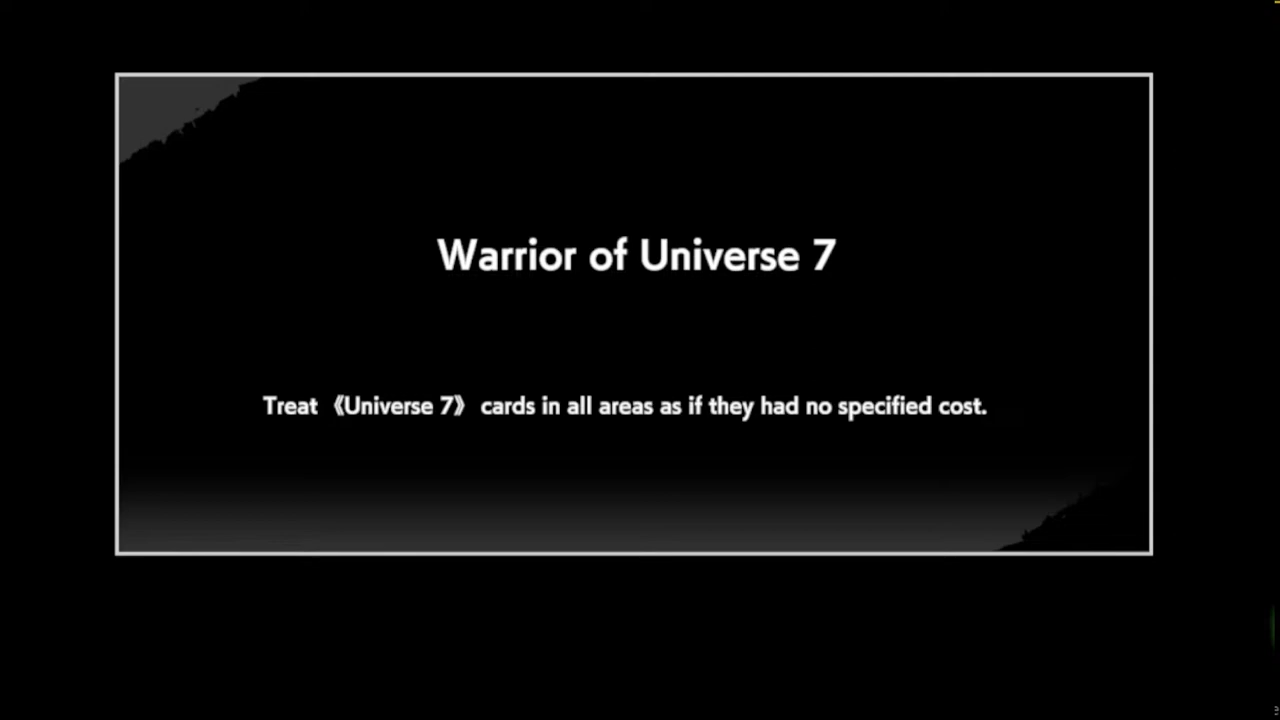 Warrior of Universe 7
Treat 《Universe 7》 cards in all areas as if they had no specified cost.